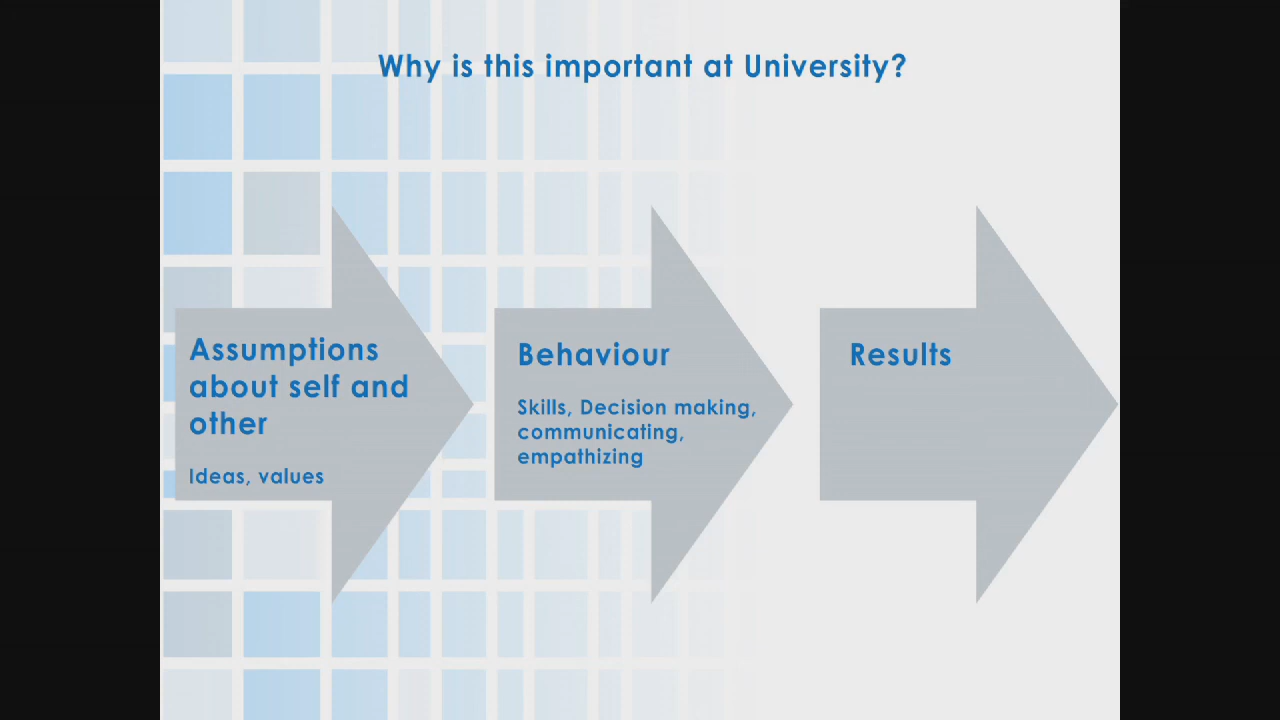 Why is this important at University?
Assumptions
about self and
other
Ideas, values
Behaviour
Skills, Decision making,
communicating,
empathizing
Results